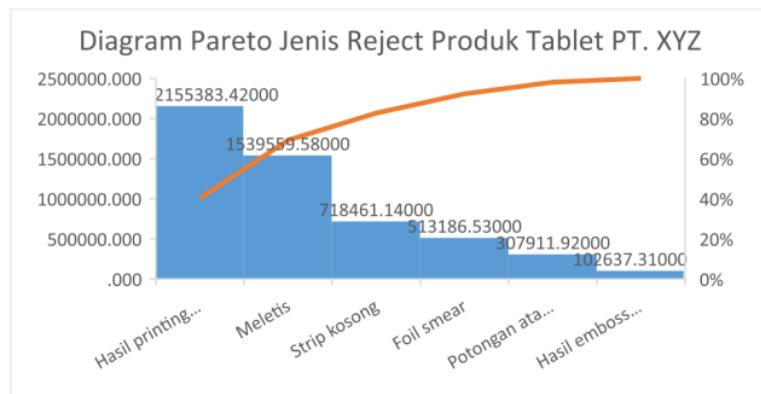 Diagram Pareto Jenis Reject Produk Tablet PT. XYZ
2500000.000
2000000.000
1500000.000
1000000.000
500000.000
.000
2155383.42000
1539559.58000
718461.14000
513186.53000
307911.92000
102637.31000
100%
80%
60%
40%
20%
0%
Hasil printing…
Meletis
Strip kosong
Foil smear
Potongan ata…
Hasil emboss…